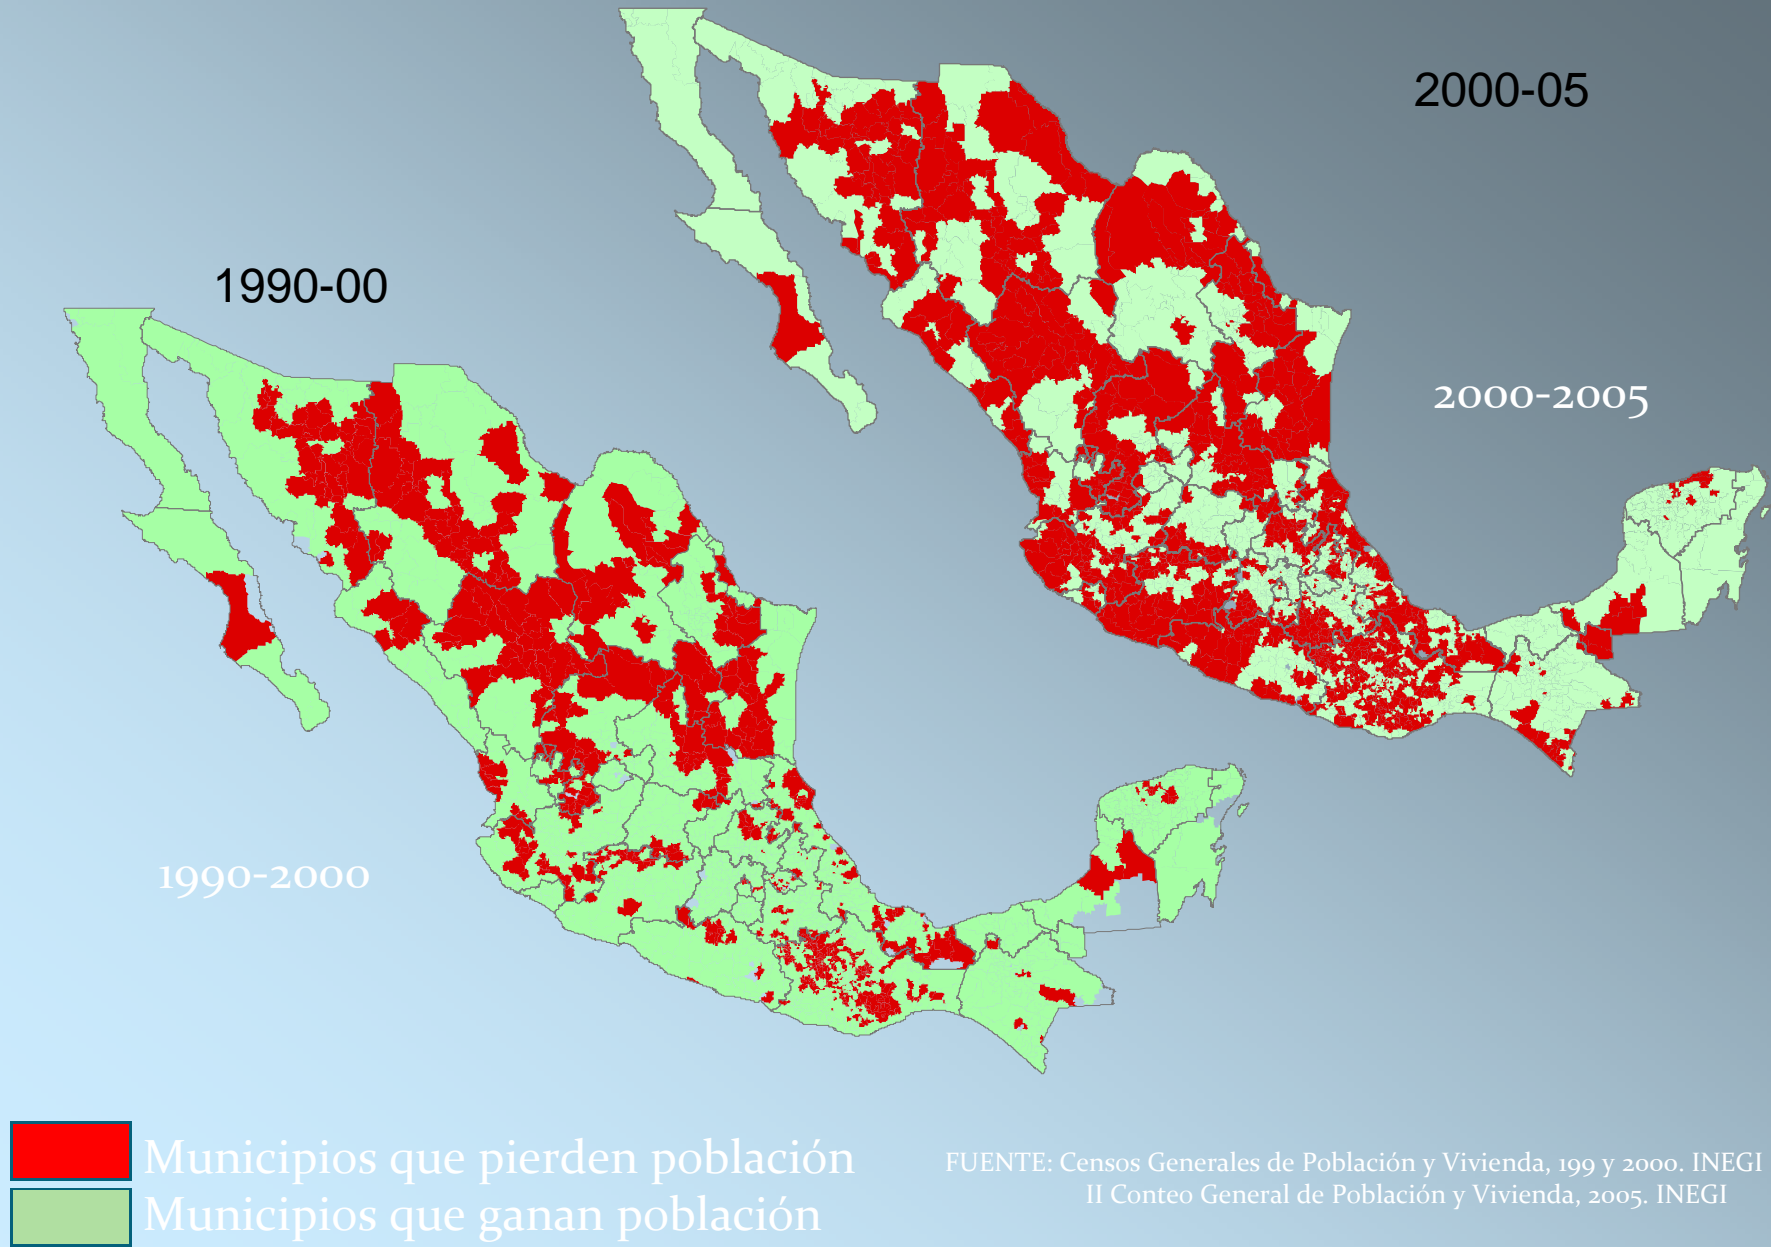 2000-05
1990-00
2000-2005
1990-2000
Municipios que pierden población
Municipios que ganan población
FUENTE: Censos Generales de Población y Vivienda, 199 y 2000. INEGI
II Conteo General de Población y Vivienda, 2005. INEGI